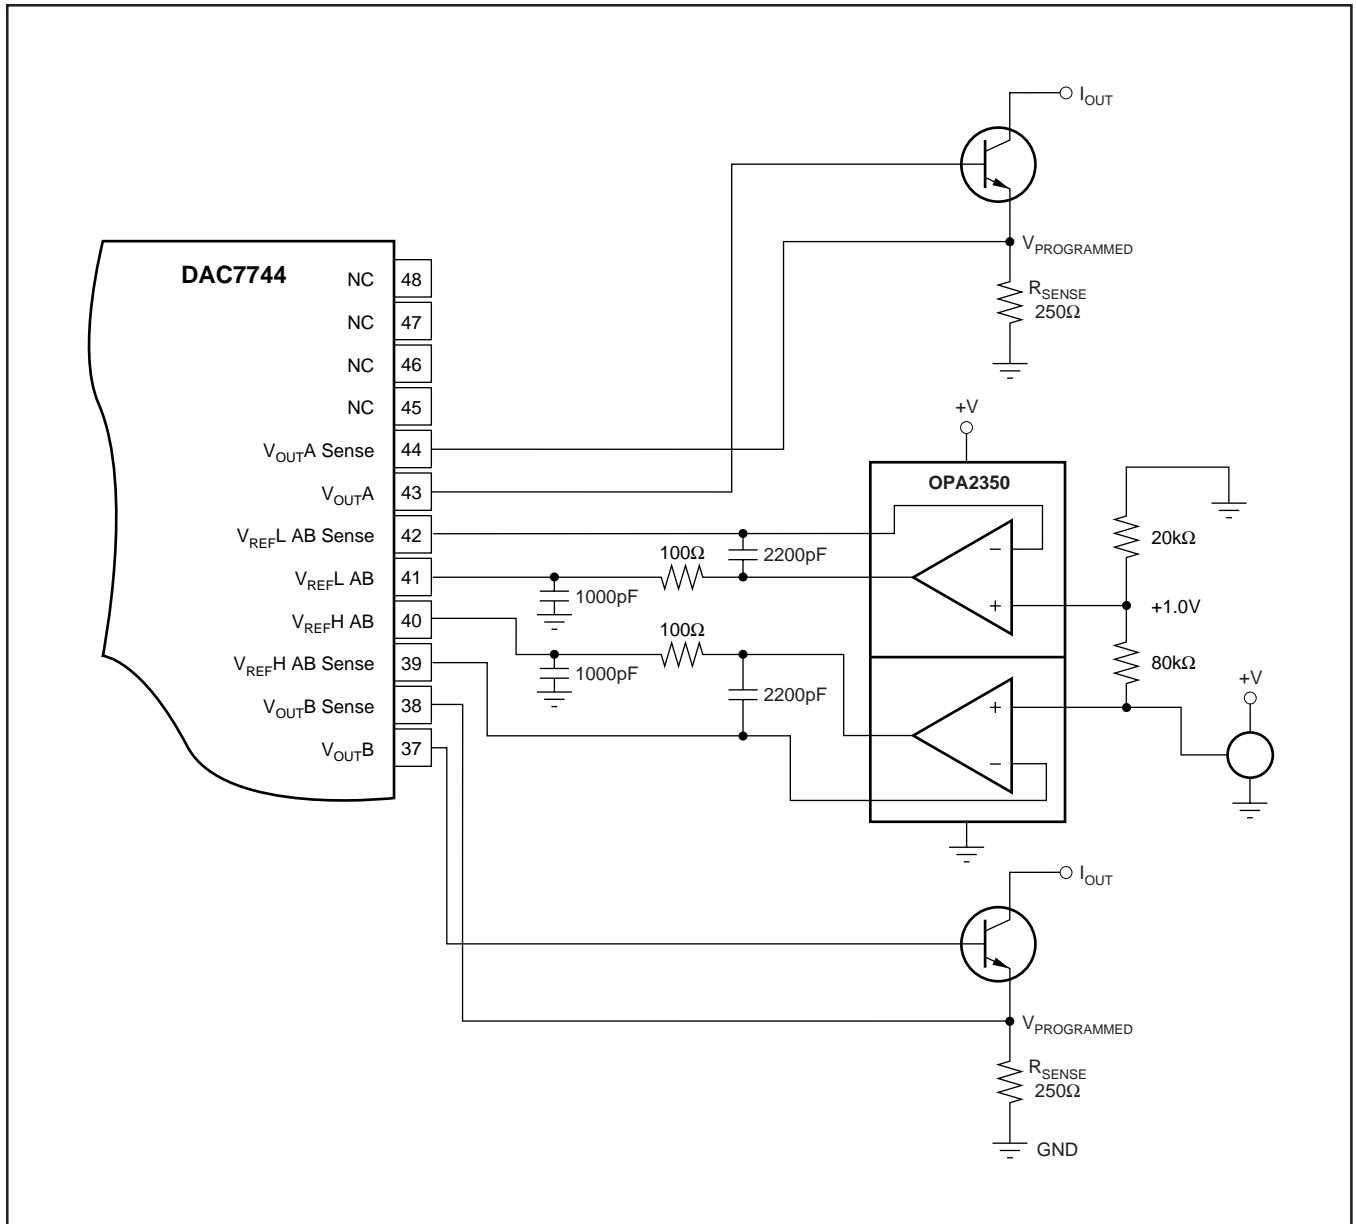 I_OUT
V_PROGRAMMED
R_SENSE
250Ω
DAC7744
NC 48
NC 47
NC 46
NC 45
V_OUTA Sense 44
V_OUTA 43
V_REFL AB Sense 42
V_REFL AB 41
V_REFH AB 40
V_REFH AB Sense 39
V_OUTB Sense 38
V_OUTB 37
+V
OPA2350
100Ω
2200pF
1000pF
100Ω
1000pF
2200pF
–
+
+
–
20kΩ
+1.0V
80kΩ
+V
I_OUT
V_PROGRAMMED
R_SENSE
250Ω
GND